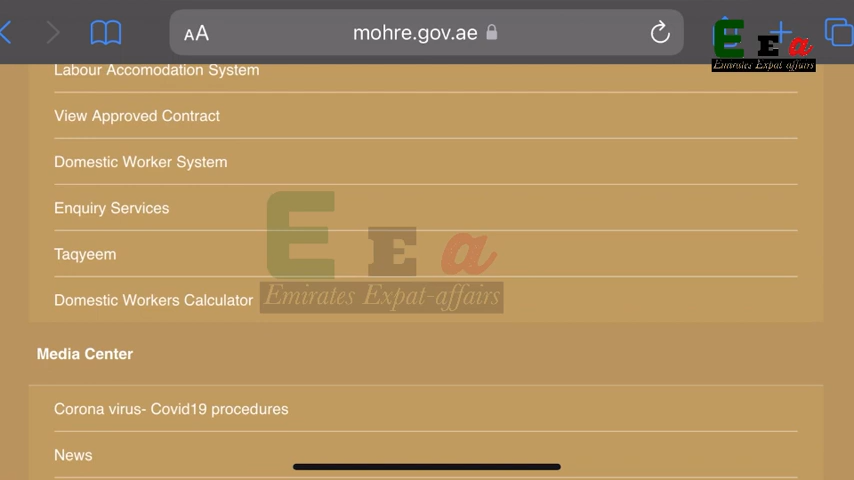 AA
mohre.gov.ae
E E a
Emirates Expat-affairs
Labour Accomodation System
View Approved Contract
Domestic Worker System
Enquiry Services
Taqyeem
Domestic Workers Calculator
E E a
Emirates Expat-affairs
Media Center
Corona virus- Covid19 procedures
News